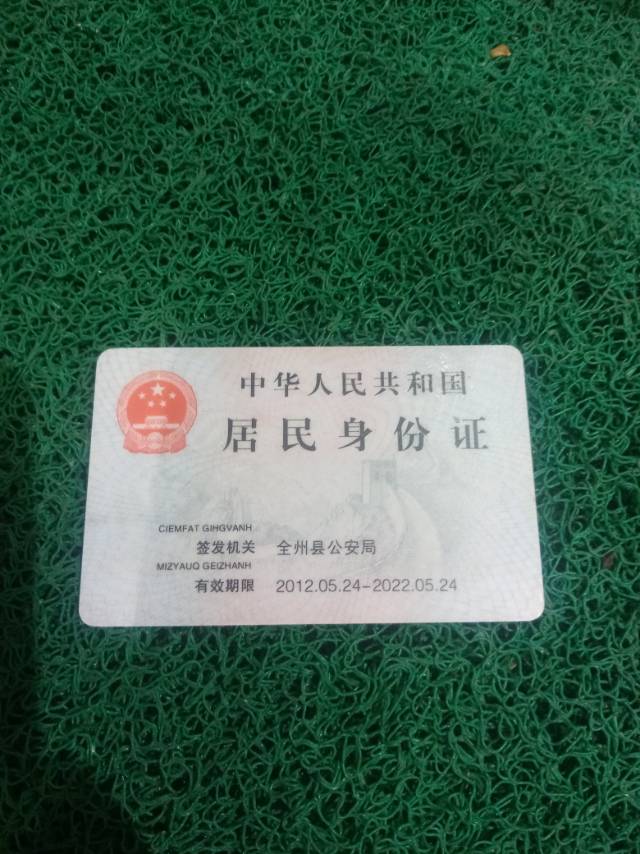 中华人民共和国
居民身份证
CIEMFAT GIHGVANH
签发机关 全州县公安局
MIZYAUQ GEIZHANH
有效期限 2012.05.24-2022.05.24